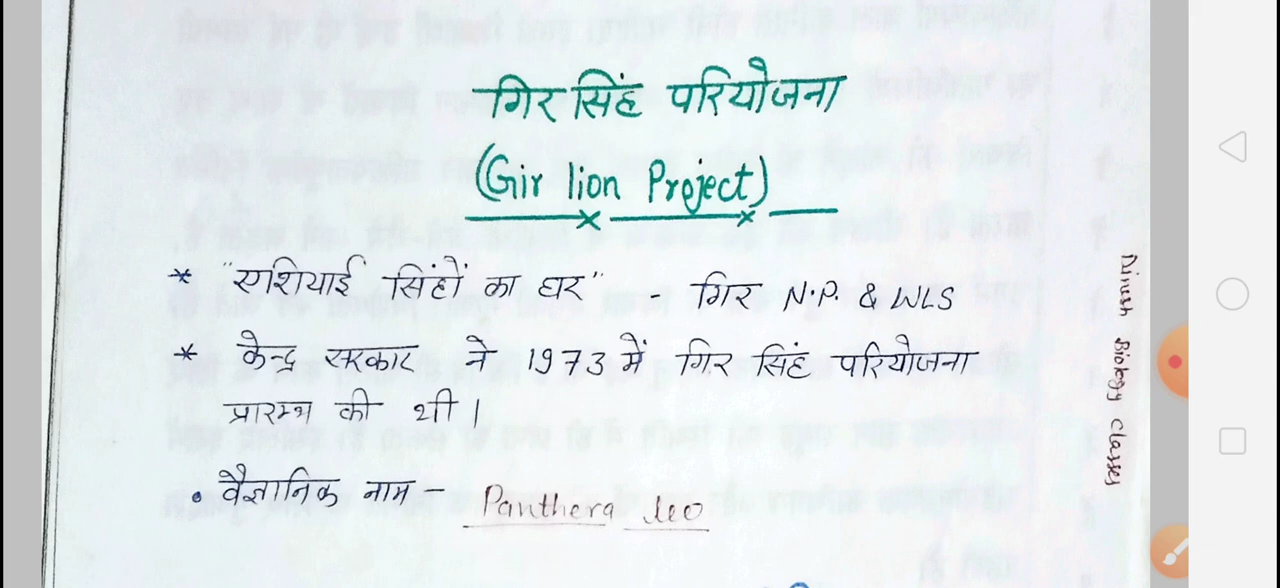 गिर सिंह परियोजना
(Gir lion Project)
* "एशियाई सिंहों का घर" - गिर N.P. & WLS
* केन्द्र सरकार ने 1973 में गिर सिंह परियोजना
प्रारम्भ की थी।
• वैज्ञानिक नाम - Panthera leo
Dinesh Biology Classes